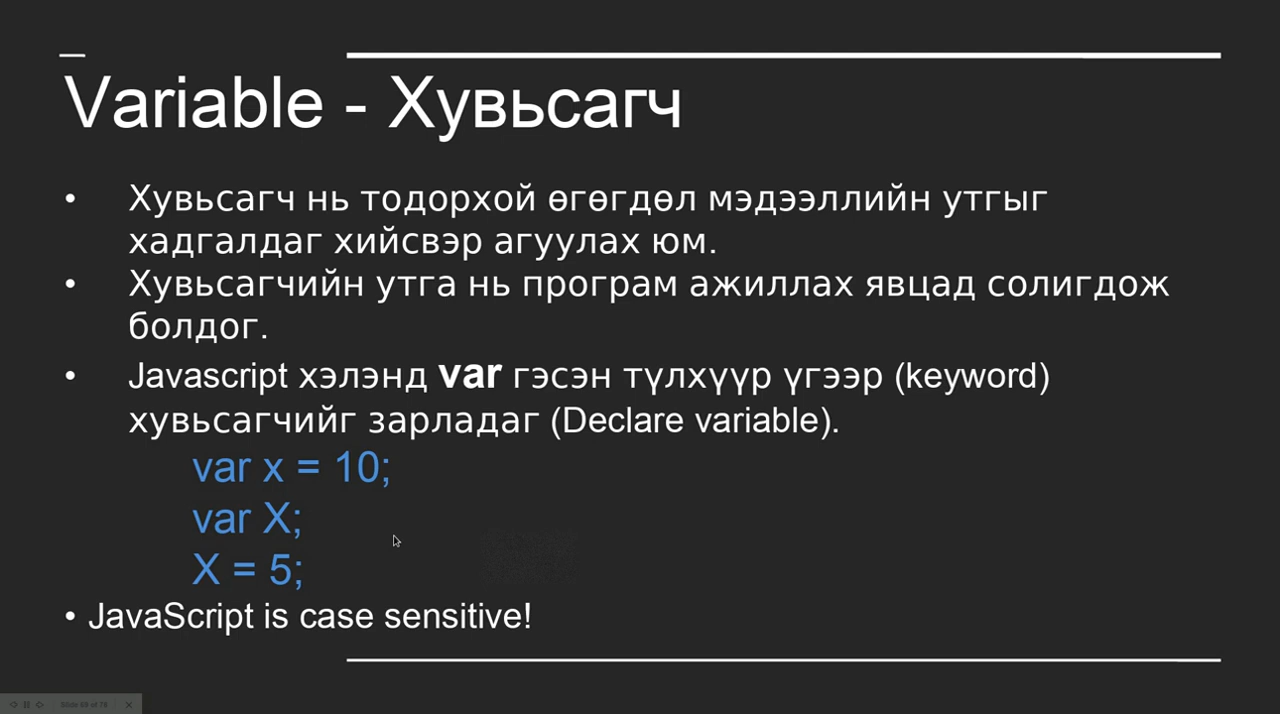 Variable - Хувьсагч
• Хувьсагч нь тодорхой өгөгдөл мэдээллийн утгыг
хадгалдаг хийсвэр агуулах юм.
• Хувьсагчийн утга нь програм ажиллах явцад солигдож
болдог.
• Javascript хэлэнд var гэсэн түлхүүр үгээр (keyword)
хувьсагчийг зарладаг (Declare variable).
var x = 10;
var X;
X = 5;
• JavaScript is case sensitive!